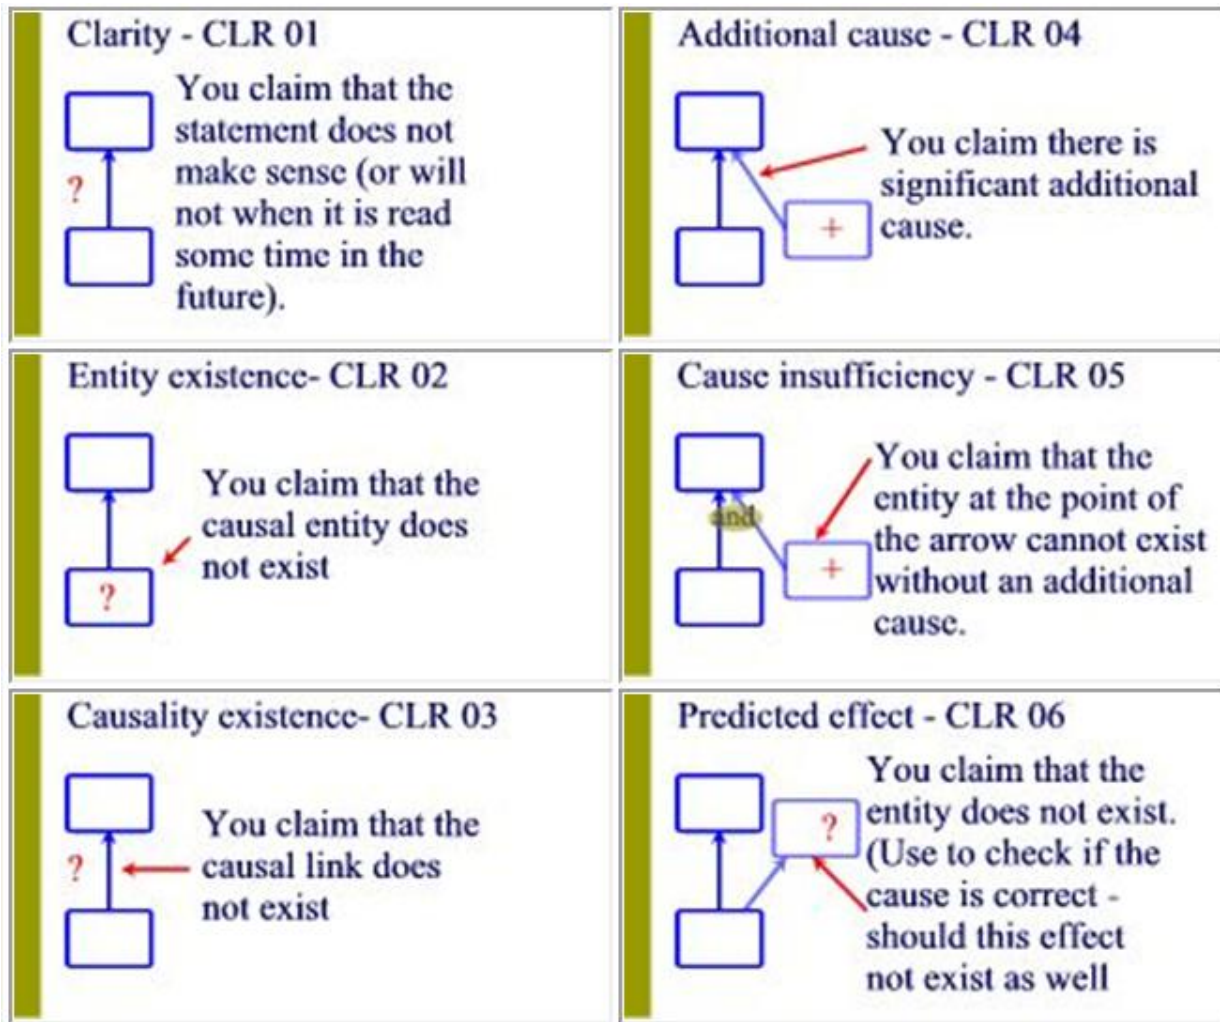 Clarity - CLR 01
You claim that the
statement does not
make sense (or will
not when it is read
some time in the
future).
?
Entity existence- CLR 02
You claim that the
causal entity does
not exist
?
Causality existence- CLR 03
You claim that the
causal link does
not exist
?
Additional cause - CLR 04
You claim there is
significant additional
cause.
+
Cause insufficiency - CLR 05
You claim that the
entity at the point of
the arrow cannot exist
without an additional
cause.
and
+
Predicted effect - CLR 06
You claim that the
entity does not exist.
(Use to check if the
cause is correct -
should this effect
not exist as well
?